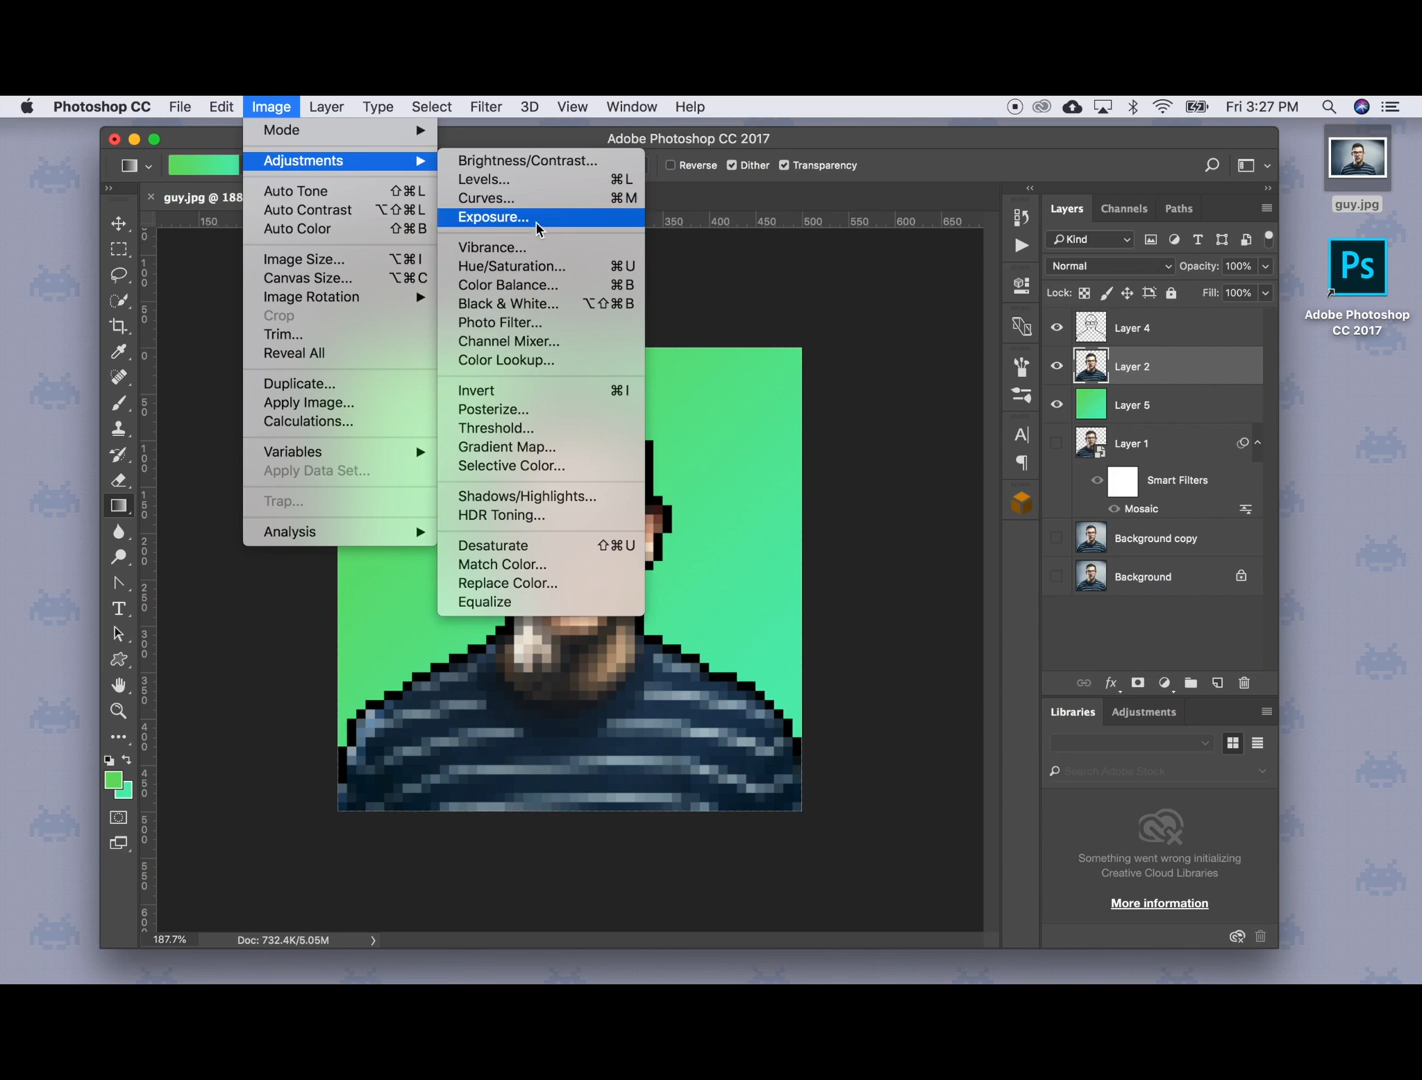 Photoshop CC File Edit Image Layer Type Select Filter 3D View Window Help Fri 3:27 PM
Adobe Photoshop CC 2017
Reverse Dither Transparency
guy.jpg @ 188
150 350 400 450 500 550 600 650
Mode
Adjustments
Auto Tone ⇧⌘L
Auto Contrast ⌥⇧⌘L
Auto Color ⇧⌘B
Image Size... ⌥⌘I
Canvas Size... ⌥⌘C
Image Rotation
Crop
Trim...
Reveal All
Duplicate...
Apply Image...
Calculations...
Variables
Apply Data Set...
Trap...
Analysis
Brightness/Contrast...
Levels... ⌘L
Curves... ⌘M
Exposure...
Vibrance...
Hue/Saturation... ⌘U
Color Balance... ⌘B
Black & White... ⌥⇧⌘B
Photo Filter...
Channel Mixer...
Color Lookup...
Invert ⌘I
Posterize...
Threshold...
Gradient Map...
Selective Color...
Shadows/Highlights...
HDR Toning...
Desaturate ⇧⌘U
Match Color...
Replace Color...
Equalize
Layers Channels Paths
Kind
Normal Opacity: 100%
Lock: Fill: 100%
Layer 4
Layer 2
Layer 5
Layer 1
Smart Filters
Mosaic
Background copy
Background
fx
Libraries Adjustments
Search Adobe Stock
Something went wrong initializing
Creative Cloud Libraries
More information
187.7% Doc: 732.4K/5.05M
guy.jpg
Ps
Adobe Photoshop
CC 2017